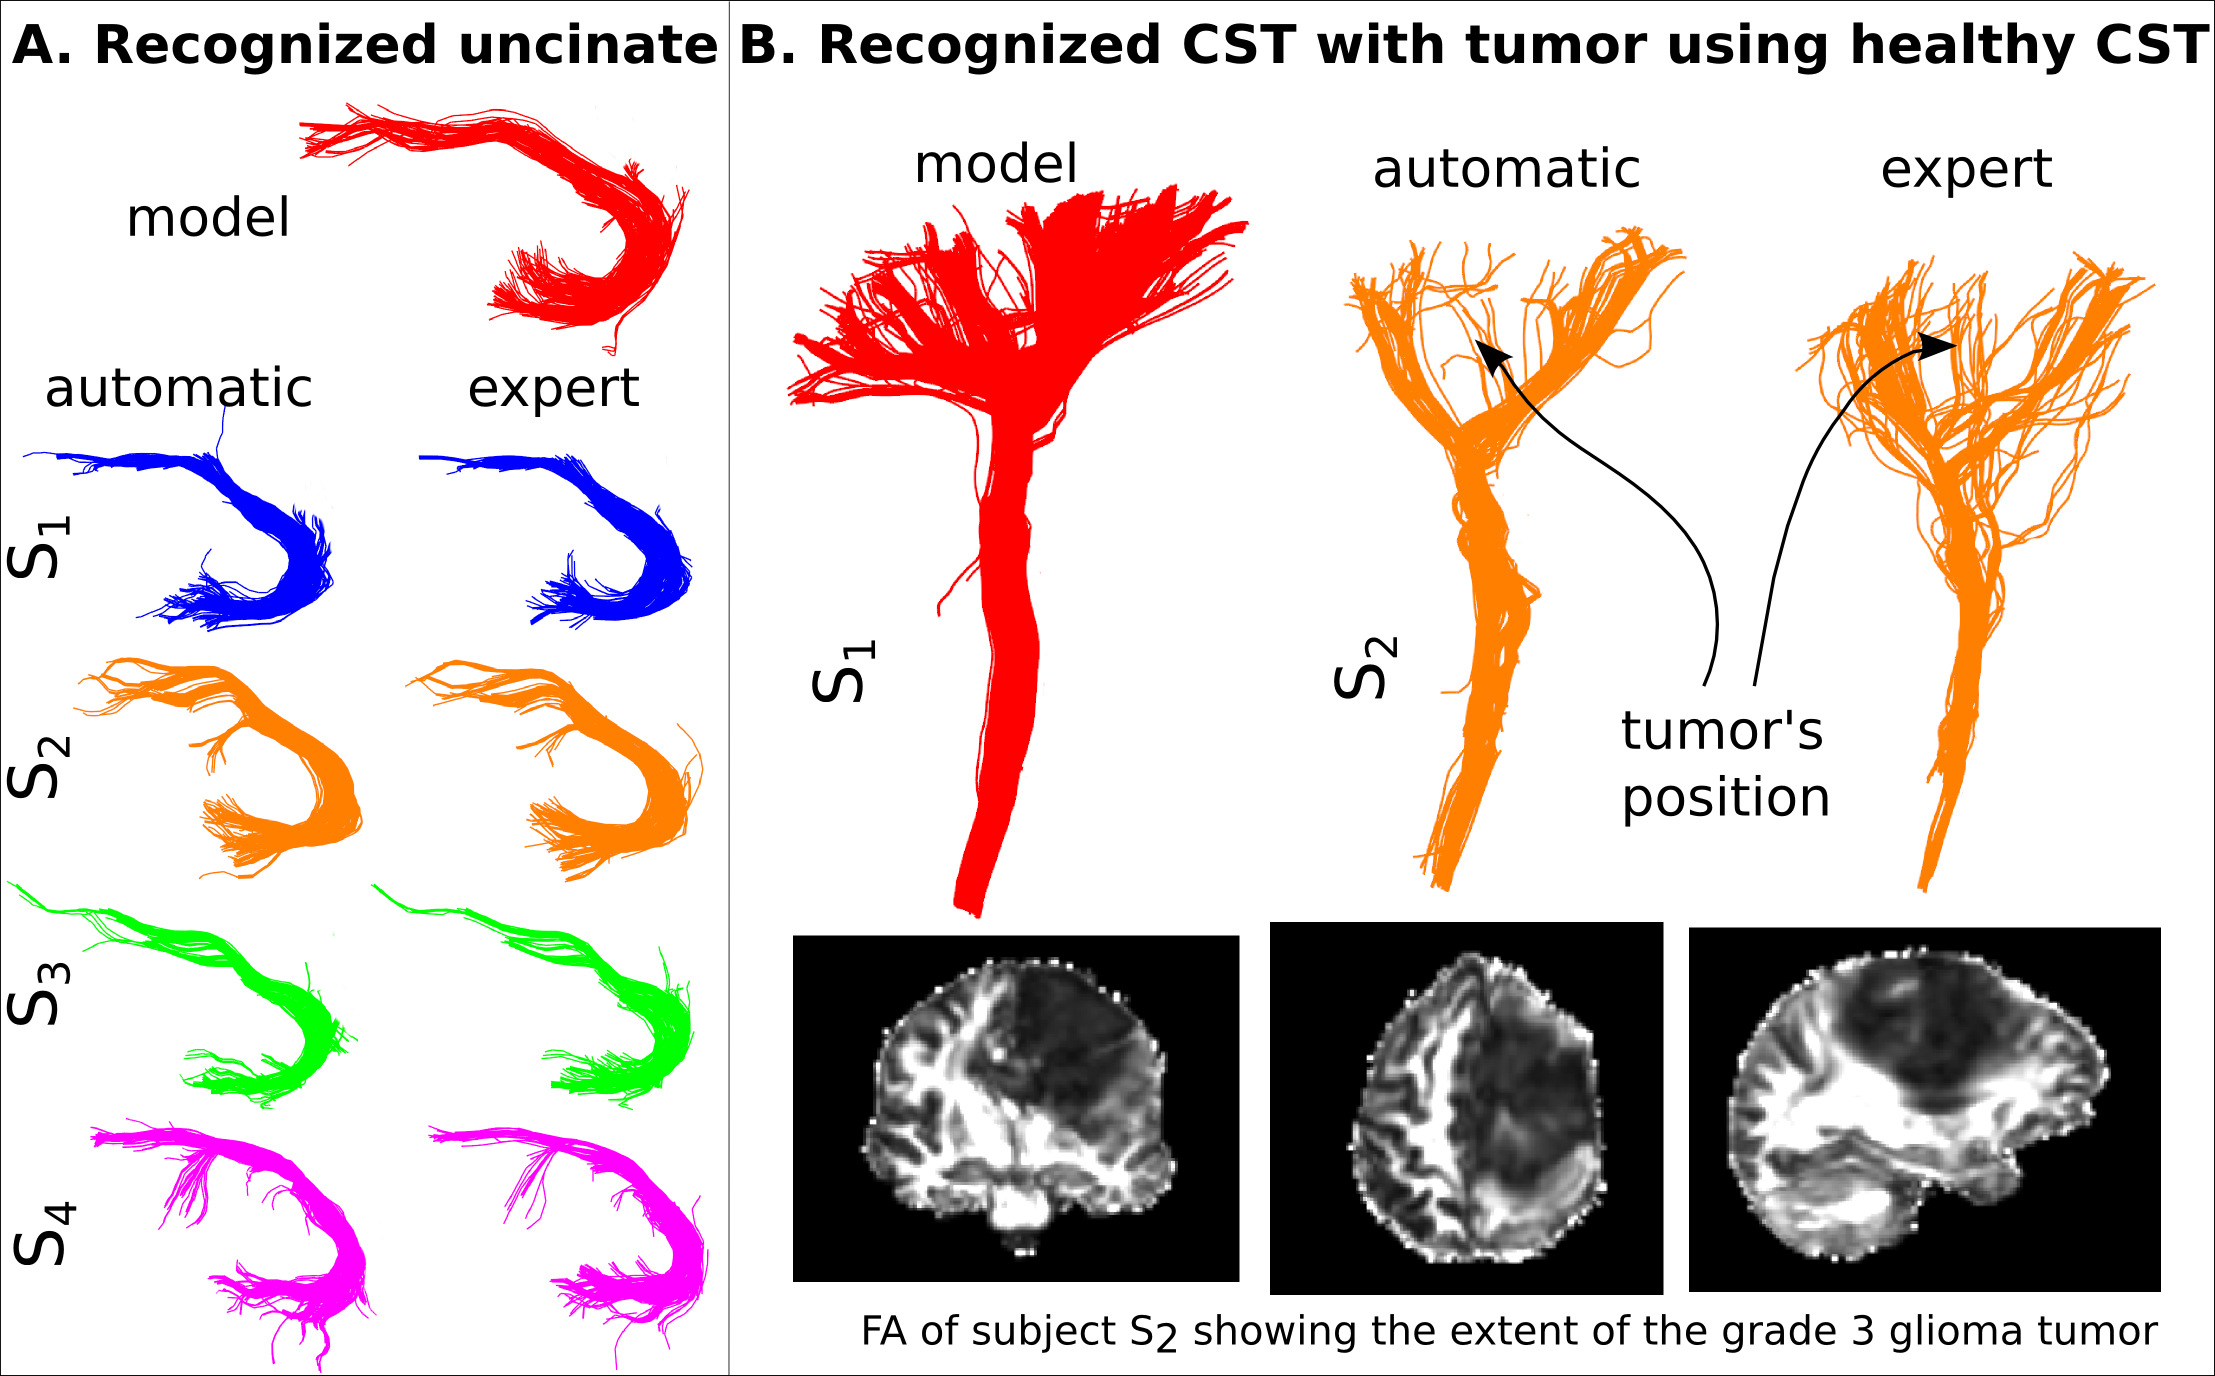 A. Recognized uncinate
model
automatic expert
S1
S2
S3
S4
B. Recognized CST with tumor using healthy CST
model automatic expert
S1
S2
tumor's
position
FA of subject S2 showing the extent of the grade 3 glioma tumor